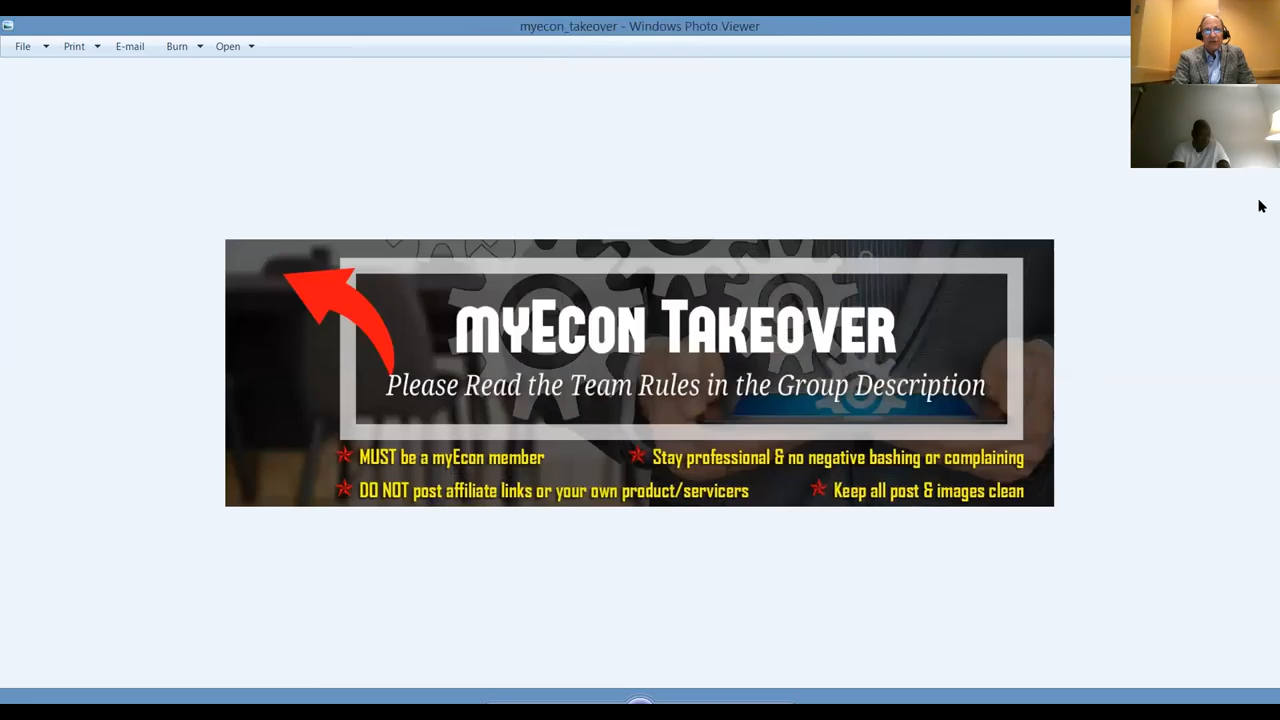 myecon_takeover - Windows Photo Viewer
File Print E-mail Burn Open
myEcon Takeover
Please Read the Team Rules in the Group Description
MUST be a myEcon member
Stay professional & no negative bashing or complaining
DO NOT post affiliate links or your own product/servicers
Keep all post & images clean